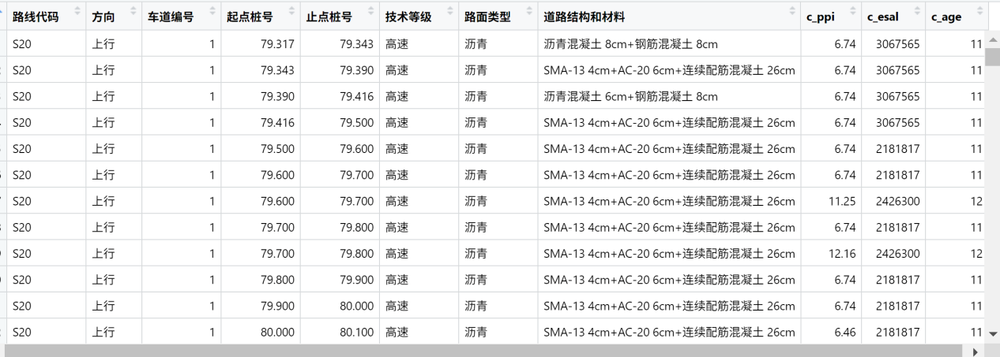 路线代码 方向 车道编号 起点桩号 止点桩号 技术等级 路面类型 道路结构和材料 c_ppi c_esal c_age
S20 上行 1 79.317 79.343 高速 沥青 沥青混凝土 8cm+钢筋混凝土 8cm 6.74 3067565 11
S20 上行 1 79.343 79.390 高速 沥青 SMA-13 4cm+AC-20 6cm+连续配筋混凝土 26cm 6.74 3067565 11
S20 上行 1 79.390 79.416 高速 沥青 沥青混凝土 6cm+钢筋混凝土 8cm 6.74 3067565 11
S20 上行 1 79.416 79.500 高速 沥青 SMA-13 4cm+AC-20 6cm+连续配筋混凝土 26cm 6.74 3067565 11
S20 上行 1 79.500 79.600 高速 沥青 SMA-13 4cm+AC-20 6cm+连续配筋混凝土 26cm 6.74 2181817 11
S20 上行 1 79.600 79.700 高速 沥青 SMA-13 4cm+AC-20 6cm+连续配筋混凝土 26cm 6.74 2181817 11
S20 上行 1 79.600 79.700 高速 沥青 SMA-13 4cm+AC-20 6cm+连续配筋混凝土 26cm 11.25 2426300 12
S20 上行 1 79.700 79.800 高速 沥青 SMA-13 4cm+AC-20 6cm+连续配筋混凝土 26cm 6.74 2181817 11
S20 上行 1 79.700 79.800 高速 沥青 SMA-13 4cm+AC-20 6cm+连续配筋混凝土 26cm 12.16 2426300 12
S20 上行 1 79.800 79.900 高速 沥青 SMA-13 4cm+AC-20 6cm+连续配筋混凝土 26cm 6.74 2181817 11
S20 上行 1 79.900 80.000 高速 沥青 SMA-13 4cm+AC-20 6cm+连续配筋混凝土 26cm 6.74 2181817 11
S20 上行 1 80.000 80.100 高速 沥青 SMA-13 4cm+AC-20 6cm+连续配筋混凝土 26cm 6.46 2181817 11